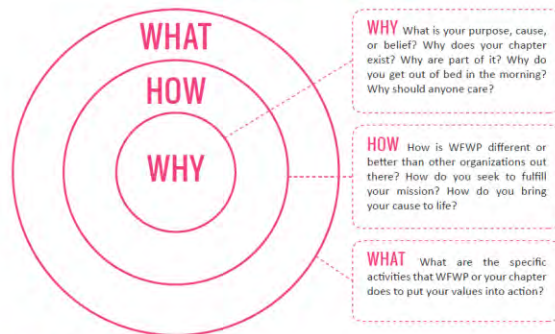 WHAT
HOW
WHY
WHY What is your purpose, cause,
or belief? Why does your chapter
exist? Why are part of it? Why do
you get out of bed in the morning?
Why should anyone care?
HOW How is WFWP different or
better than other organizations out
there? How do you seek to fulfill
your mission? How do you bring
your cause to life?
WHAT What are the specific
activities that WFWP or your chapter
does to put your values into action?